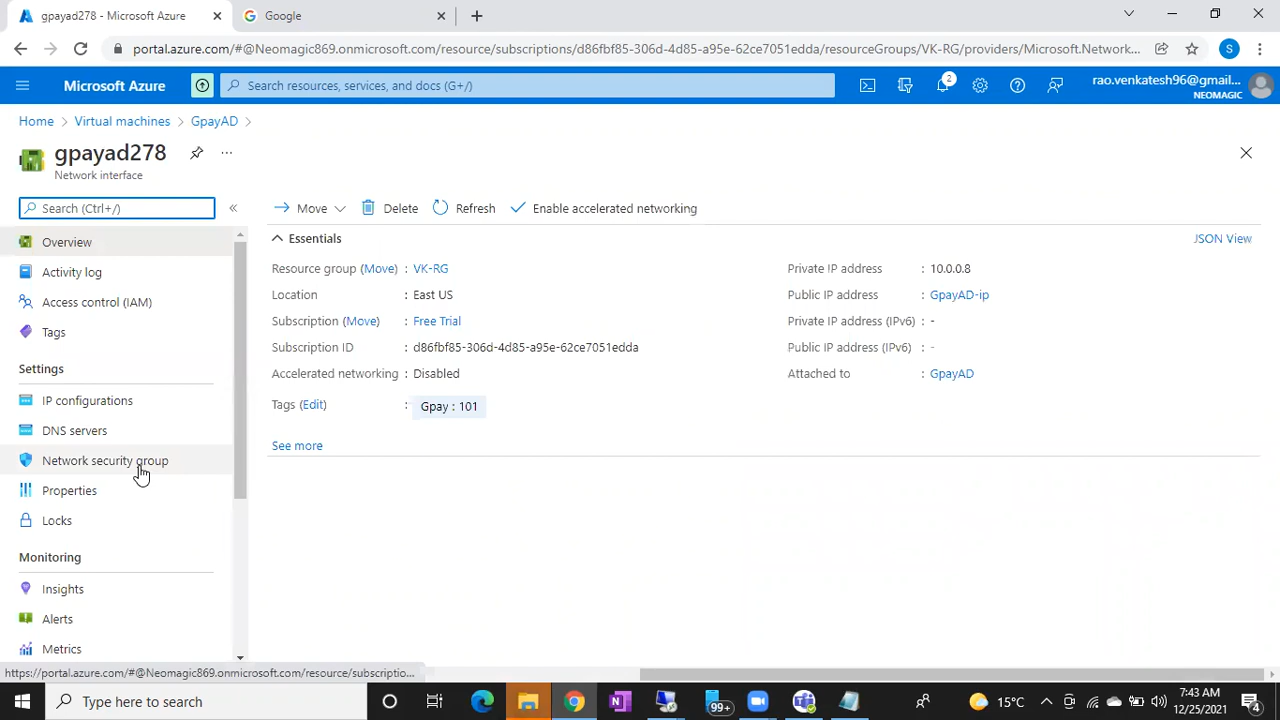 gpayad278 - Microsoft Azure
Google
portal.azure.com/#@Neomagic869.onmicrosoft.com/resource/subscriptions/d86fbf85-306d-4d85-a95e-62ce7051edda/resourceGroups/VK-RG/providers/Microsoft.Network...
S
Microsoft Azure
Search resources, services, and docs (G+/)
2
rao.venkatesh96@gmail...
NEOMAGIC
Home > Virtual machines > GpayAD >
gpayad278
Network interface
Search (Ctrl+/)
Move
Delete
Refresh
Enable accelerated networking
Overview
Activity log
Access control (IAM)
Tags
Settings
IP configurations
DNS servers
Network security group
Properties
Locks
Monitoring
Insights
Alerts
Metrics
Essentials
JSON View
Resource group (Move) : VK-RG
Location : East US
Subscription (Move) : Free Trial
Subscription ID : d86fbf85-306d-4d85-a95e-62ce7051edda
Accelerated networking : Disabled
Tags (Edit) : Gpay : 101
See more
Private IP address : 10.0.0.8
Public IP address : GpayAD-ip
Private IP address (IPv6) : -
Public IP address (IPv6) : -
Attached to : GpayAD
https://portal.azure.com/#@Neomagic869.onmicrosoft.com/resource/subscriptio...
Type here to search
99+
15°C
7:43 AM
12/25/2021
4